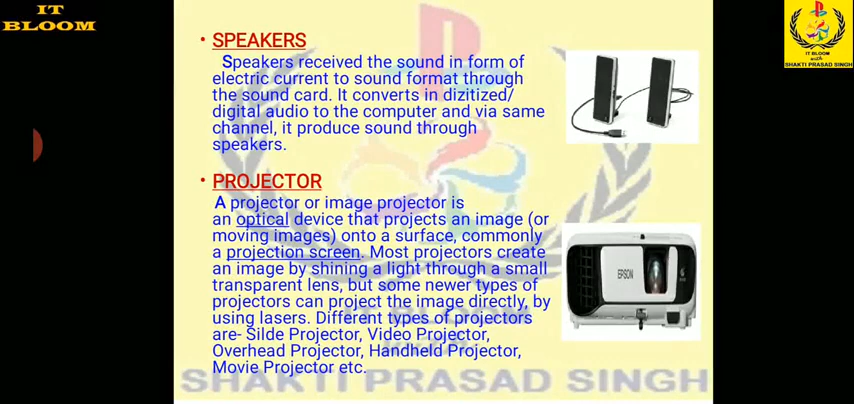 IT
BLOOM
• SPEAKERS
Speakers received the sound in form of
electric current to sound format through
the sound card. It converts in dizitized/
digital audio to the computer and via same
channel, it produce sound through
speakers.
• PROJECTOR
A projector or image projector is
an optical device that projects an image (or
moving images) onto a surface, commonly
a projection screen. Most projectors create
an image by shining a light through a small
transparent lens, but some newer types of
projectors can project the image directly, by
using lasers. Different types of projectors
are- Silde Projector, Video Projector,
Overhead Projector, Handheld Projector,
Movie Projector etc.
EPSON
IT BLOOM
with
SHAKTI PRASAD SINGH
SHAKTI PRASAD SINGH